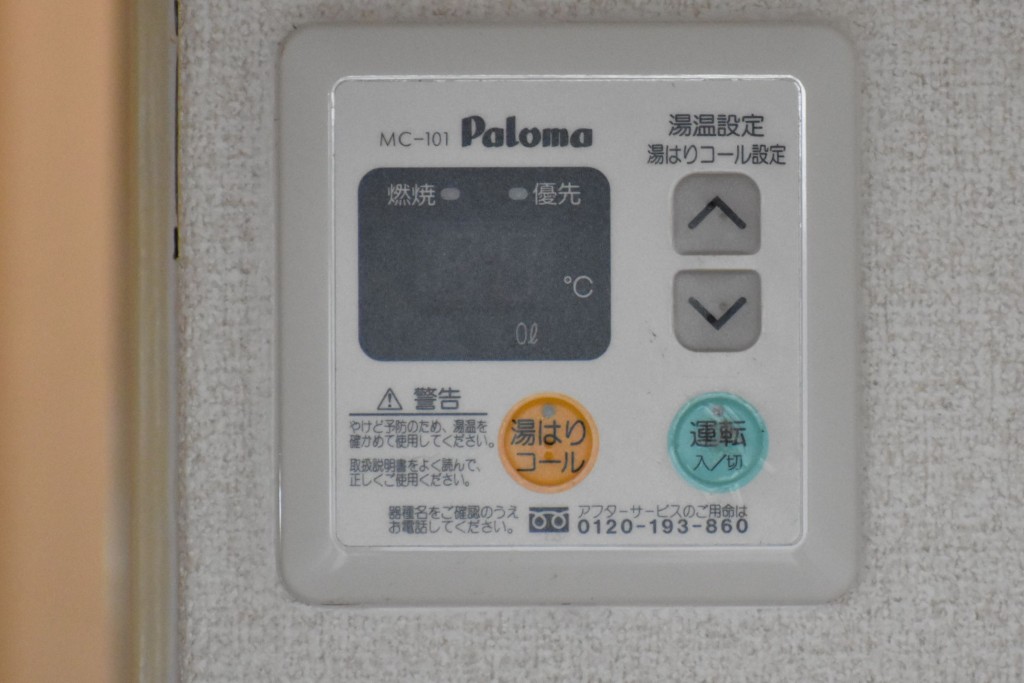 MC-101 Paloma
湯温設定
湯はりコール設定
燃焼 優先
℃
0ℓ
⚠ 警告
やけど予防のため、湯温を
確かめて使用してください。
取扱説明書をよく読んで、
正しくご使用ください。
湯はり
コール
運転
入/切
器種名をご確認のうえ
お電話してください。
アフターサービスのご用命は
0120-193-860